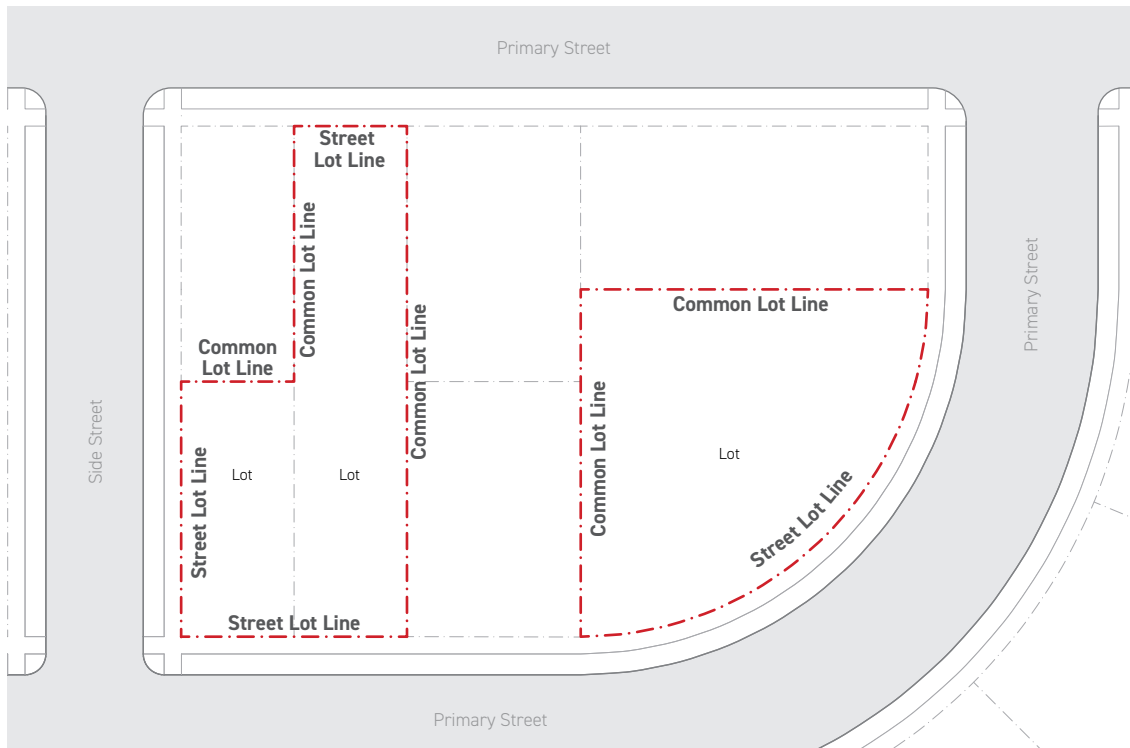 Primary Street
Street
Lot Line
Common Lot Line
Common
Lot Line
Common Lot Line
Common Lot Line
Common Lot Line
Primary Street
Side Street
Street Lot Line
Lot
Lot
Lot
Street Lot Line
Street Lot Line
Primary Street